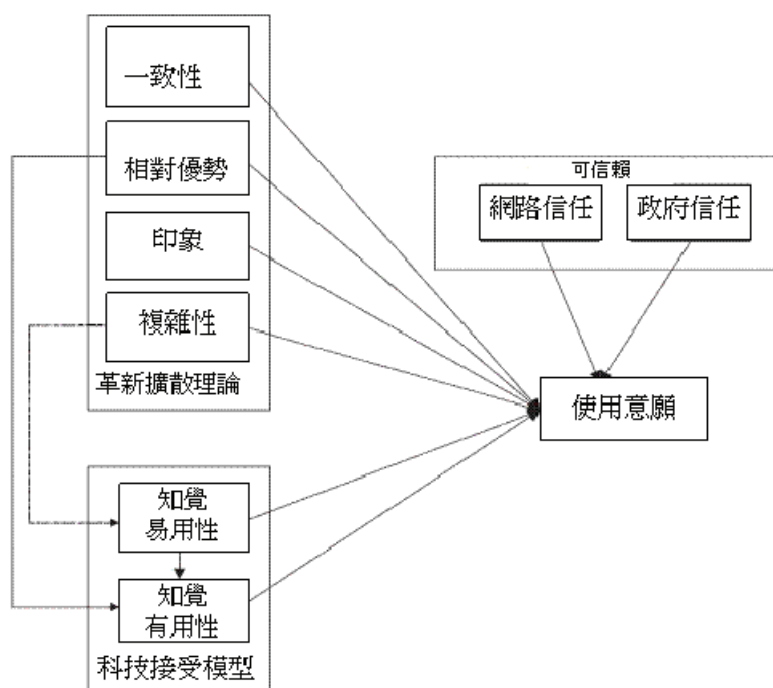 一致性
相對優勢
印象
複雜性
革新擴散理論
可信賴
網路信任
政府信任
使用意願
知覺
易用性
知覺
有用性
科技接受模型